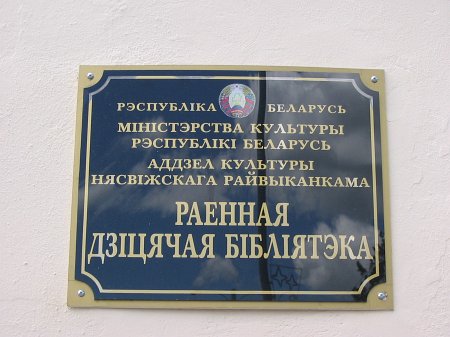 РЭСПУБЛІКА БЕЛАРУСЬ
МІНІСТЭРСТВА КУЛЬТУРЫ
РЭСПУБЛІКІ БЕЛАРУСЬ
АДДЗЕЛ КУЛЬТУРЫ
НЯСВІЖСКАГА РАЙВЫКАНКАМА
РАЕННАЯ
ДЗІЦЯЧАЯ БІБЛІЯТЭКА